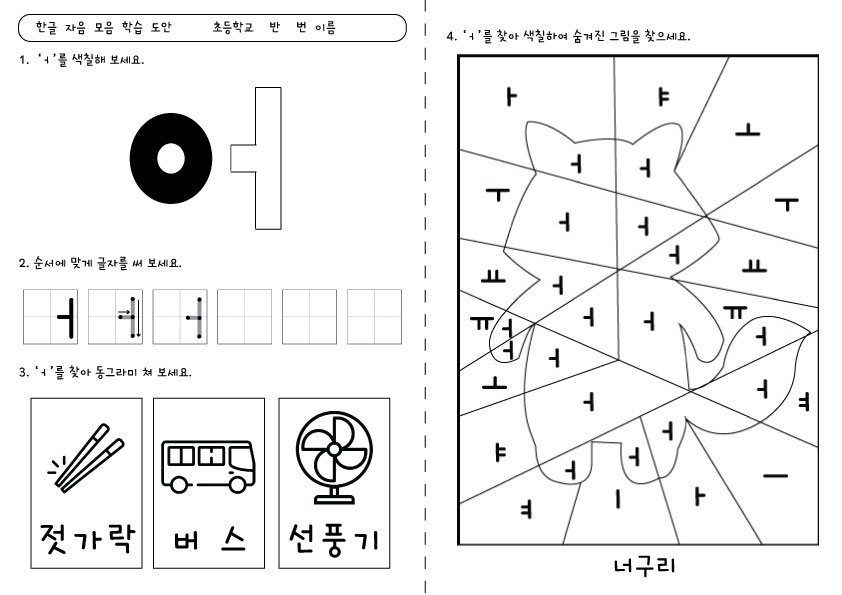 한글 자음 모음 학습 도안 초등학교 반 번 이름
1. ‘ㅓ’를 색칠해 보세요.
어
2. 순서에 맞게 글자를 써 보세요.
ㅓ ㅓ ㅓ
3. ‘ㅓ’를 찾아 동그라미 쳐 보세요.
젓가락 버스 선풍기
4. ‘ㅓ’를 찾아 색칠하여 숨겨진 그림을 찾으세요.
ㅏ ㅑ
ㅗ
ㅓ ㅓ
ㅜ ㅜ
ㅓ ㅓ
ㅓ
ㅛ ㅓ ㅛ
ㅠ ㅓ ㅓ ㅓ ㅠ
ㅓ ㅓ ㅓ
ㅗ ㅓ
ㅓ ㅕ
ㅓ
ㅑ ㅓ
ㅓ ㅡ
ㅕ ㅣ ㅏ
너구리